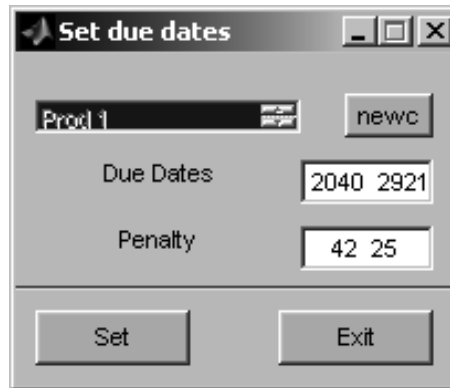 Set due dates
Prod 1 newc
Due Dates 2040 2921
Penalty 42 25
Set Exit